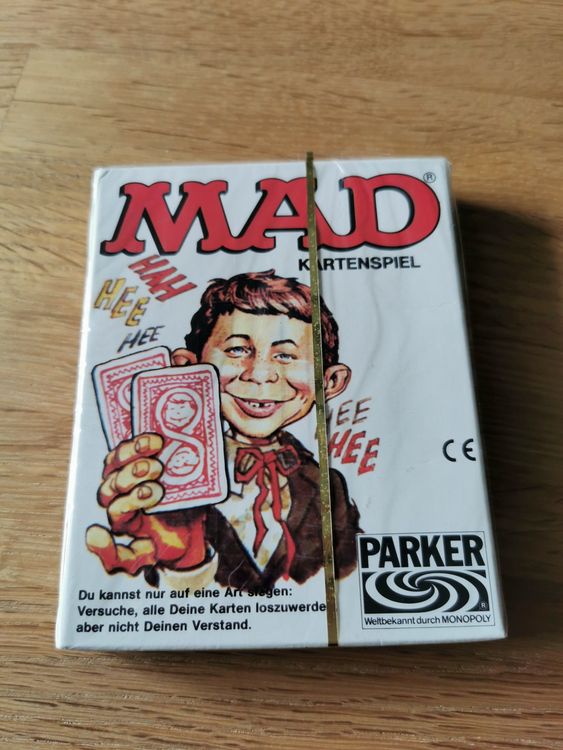 MAD®
KARTENSPIEL
HAH
HEE
HEE
HEE
HEE
CE
Du kannst nur auf eine Art siegen:
Versuche, alle Deine Karten loszuwerde
aber nicht Deinen Verstand.
PARKER
®
Weltbekannt durch MONOPOLY